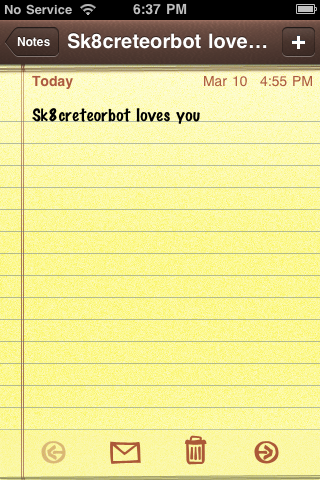 No Service 6:37 PM
Notes Sk8creteorbot love... +
Today Mar 10 4:55 PM
Sk8creteorbot loves you